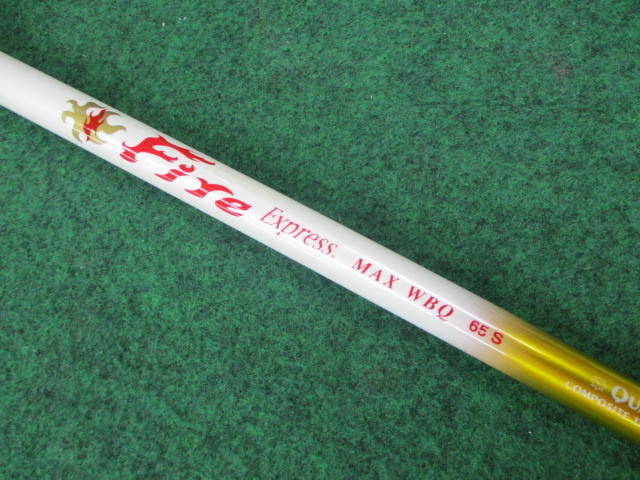 Fire Express. MAX WBQ 65 S
COMPOSITE